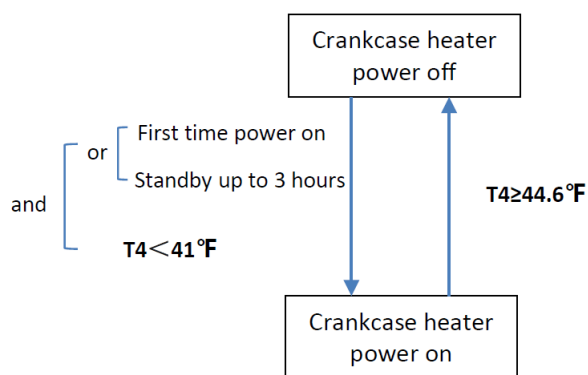 Crankcase heater
power off
First time power on
or
Standby up to 3 hours
and
T4＜41℉
T4≥44.6℉
Crankcase heater
power on